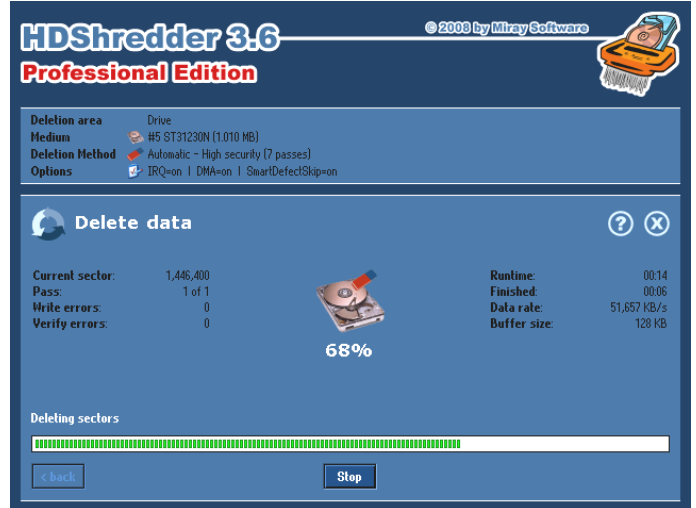 HDShredder 3.6
© 2008 by Miray Software
Professional Edition
Deletion area Drive
Medium #5 ST31230N (1.010 MB)
Deletion Method Automatic - High security (7 passes)
Options IRQ=on | DMA=on | SmartDefectSkip=on
Delete data
? X
Current sector: 1,446,400
Pass: 1 of 1
Write errors: 0
Verify errors: 0
68%
Runtime: 00:14
Finished: 00:06
Data rate: 51,657 KB/s
Buffer size: 128 KB
Deleting sectors
< back
Stop